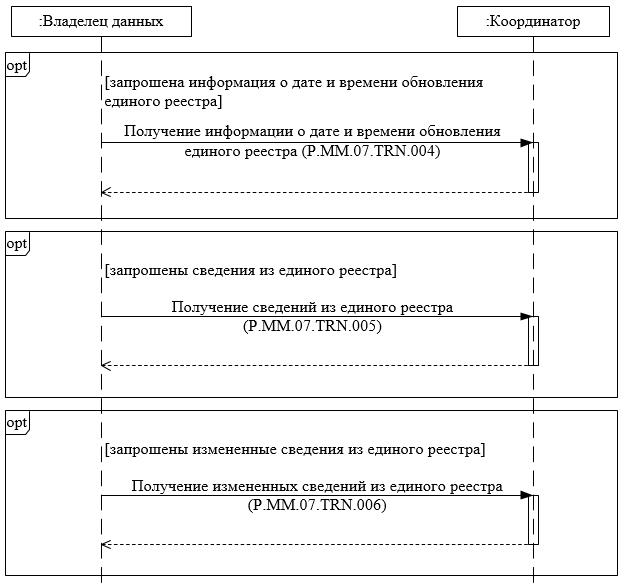 :Владелец данных
:Координатор
opt
[запрошена информация о дате и времени обновления
единого реестра]
Получение информации о дате и времени обновления
единого реестра (P.MM.07.TRN.004)
opt
[запрошены сведения из единого реестра]
Получение сведений из единого реестра
(P.MM.07.TRN.005)
opt
[запрошены измененные сведения из единого реестра]
Получение измененных сведений из единого реестра
(P.MM.07.TRN.006)